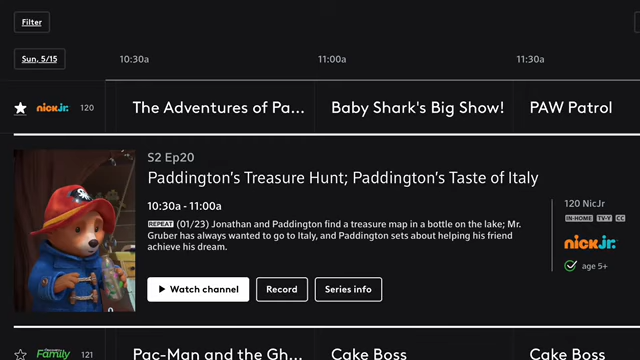 Filter
Sun, 5/15
10:30a
11:00a
11:30a
nick jr.
120
The Adventures of Pa...
Baby Shark's Big Show!
PAW Patrol
S2 Ep20
Paddington's Treasure Hunt; Paddington's Taste of Italy
10:30a - 11:00a
REPEAT (01/23) Jonathan and Paddington find a treasure map in a bottle on the lake; Mr.
Gruber has always wanted to go to Italy, and Paddington sets about helping his friend
achieve his dream.
120 NicJr
IN-HOME TV-Y CC
nick jr.
age 5+
Watch channel
Record
Series info
Family
121
Pac-Man and the Gh...
Cake Boss
Cake Boss